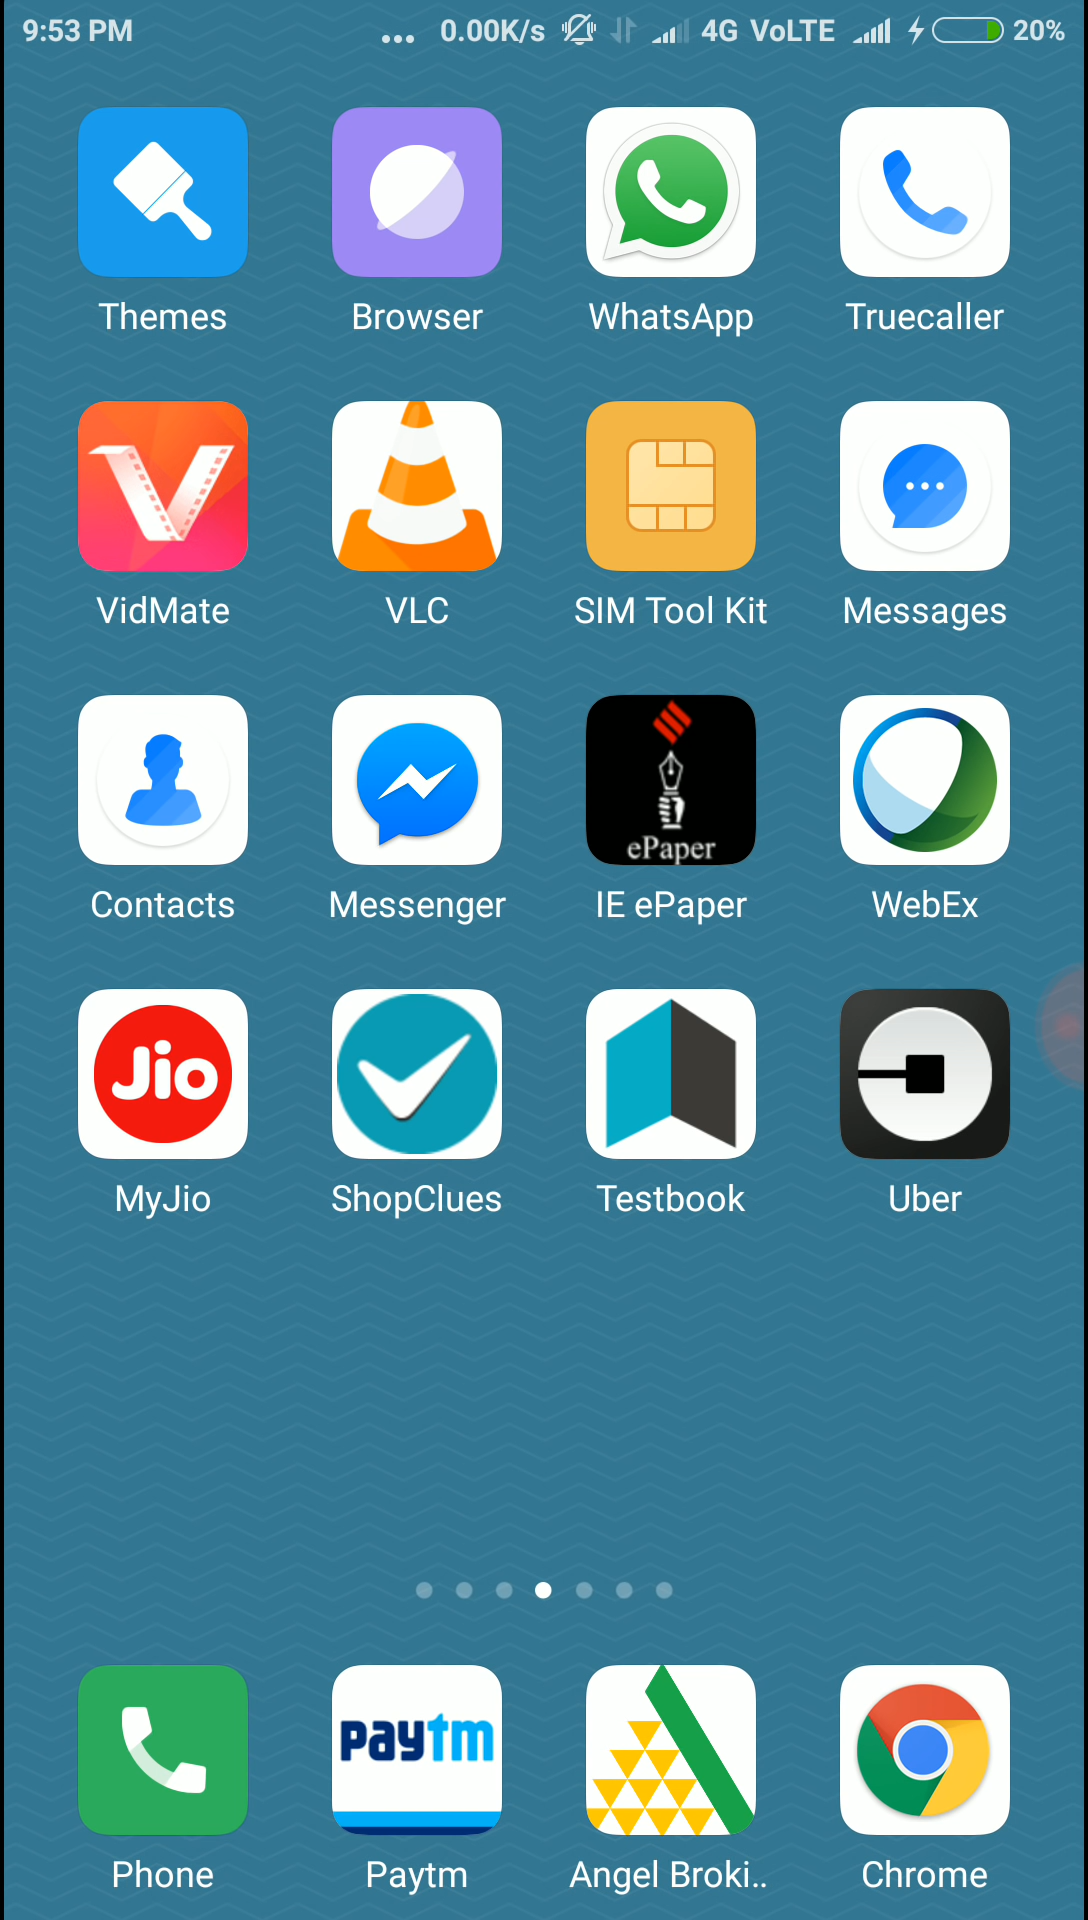 9:53 PM ... 0.00K/s 4G VoLTE 20%
Themes Browser WhatsApp Truecaller
VidMate VLC SIM Tool Kit Messages
ePaper
Contacts Messenger IE ePaper WebEx
Jio
MyJio ShopClues Testbook Uber
paytm
Phone Paytm Angel Broki.. Chrome